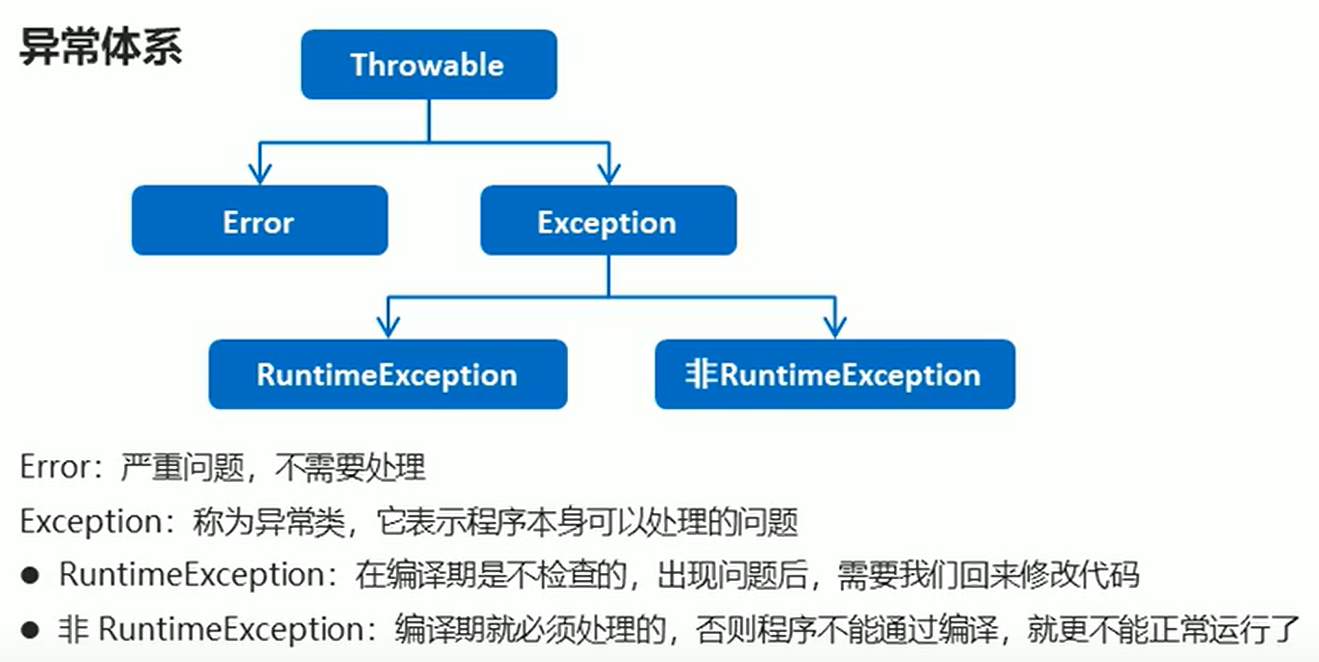 异常体系
Throwable
Error
Exception
RuntimeException
非RuntimeException
Error：严重问题，不需要处理
Exception：称为异常类，它表示程序本身可以处理的问题
● RuntimeException：在编译期是不检查的，出现问题后，需要我们回来修改代码
● 非 RuntimeException：编译期就必须处理的，否则程序不能通过编译，就更不能正常运行了